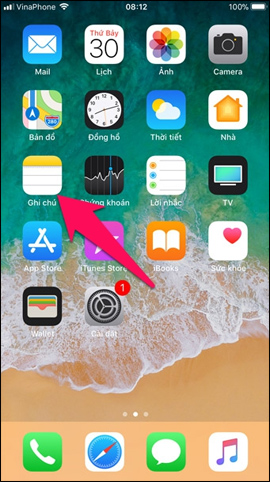 VinaPhone 08:12 100%
Thứ Bảy
30
Mail Lịch Ảnh Camera
Bản đồ Đồng hồ Thời tiết Nhà
Ghi chú Chứng khoán Lời nhắc TV
tv
App Store iTunes Store iBooks Sức khỏe
1
Wallet Cài đặt